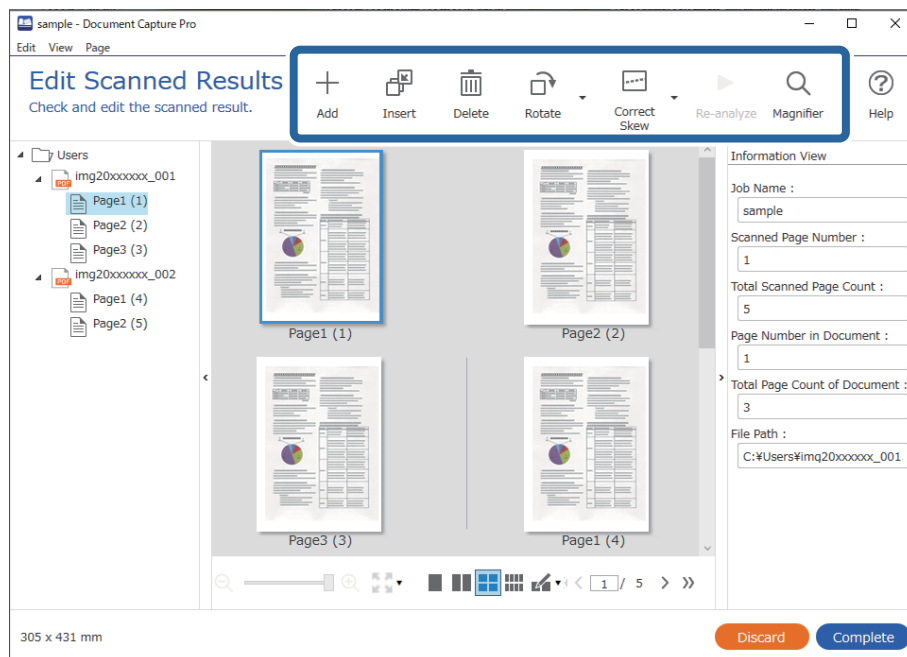 sample - Document Capture Pro
Edit View Page
Edit Scanned Results
Check and edit the scanned result.
Add
Insert
Delete
Rotate
Correct
Skew
Re-analyze
Magnifier
Help
Users
PDF
img20xxxxxx_001
Page1 (1)
Page2 (2)
Page3 (3)
PDF
img20xxxxxx_002
Page1 (4)
Page2 (5)
Page1 (1)
Page2 (2)
Page3 (3)
Page1 (4)
Information View
Job Name :
sample
Scanned Page Number :
1
Total Scanned Page Count :
5
Page Number in Document :
1
Total Page Count of Document :
3
File Path :
C:¥Users¥img20xxxxxx_001
1 / 5
305 x 431 mm
Discard
Complete